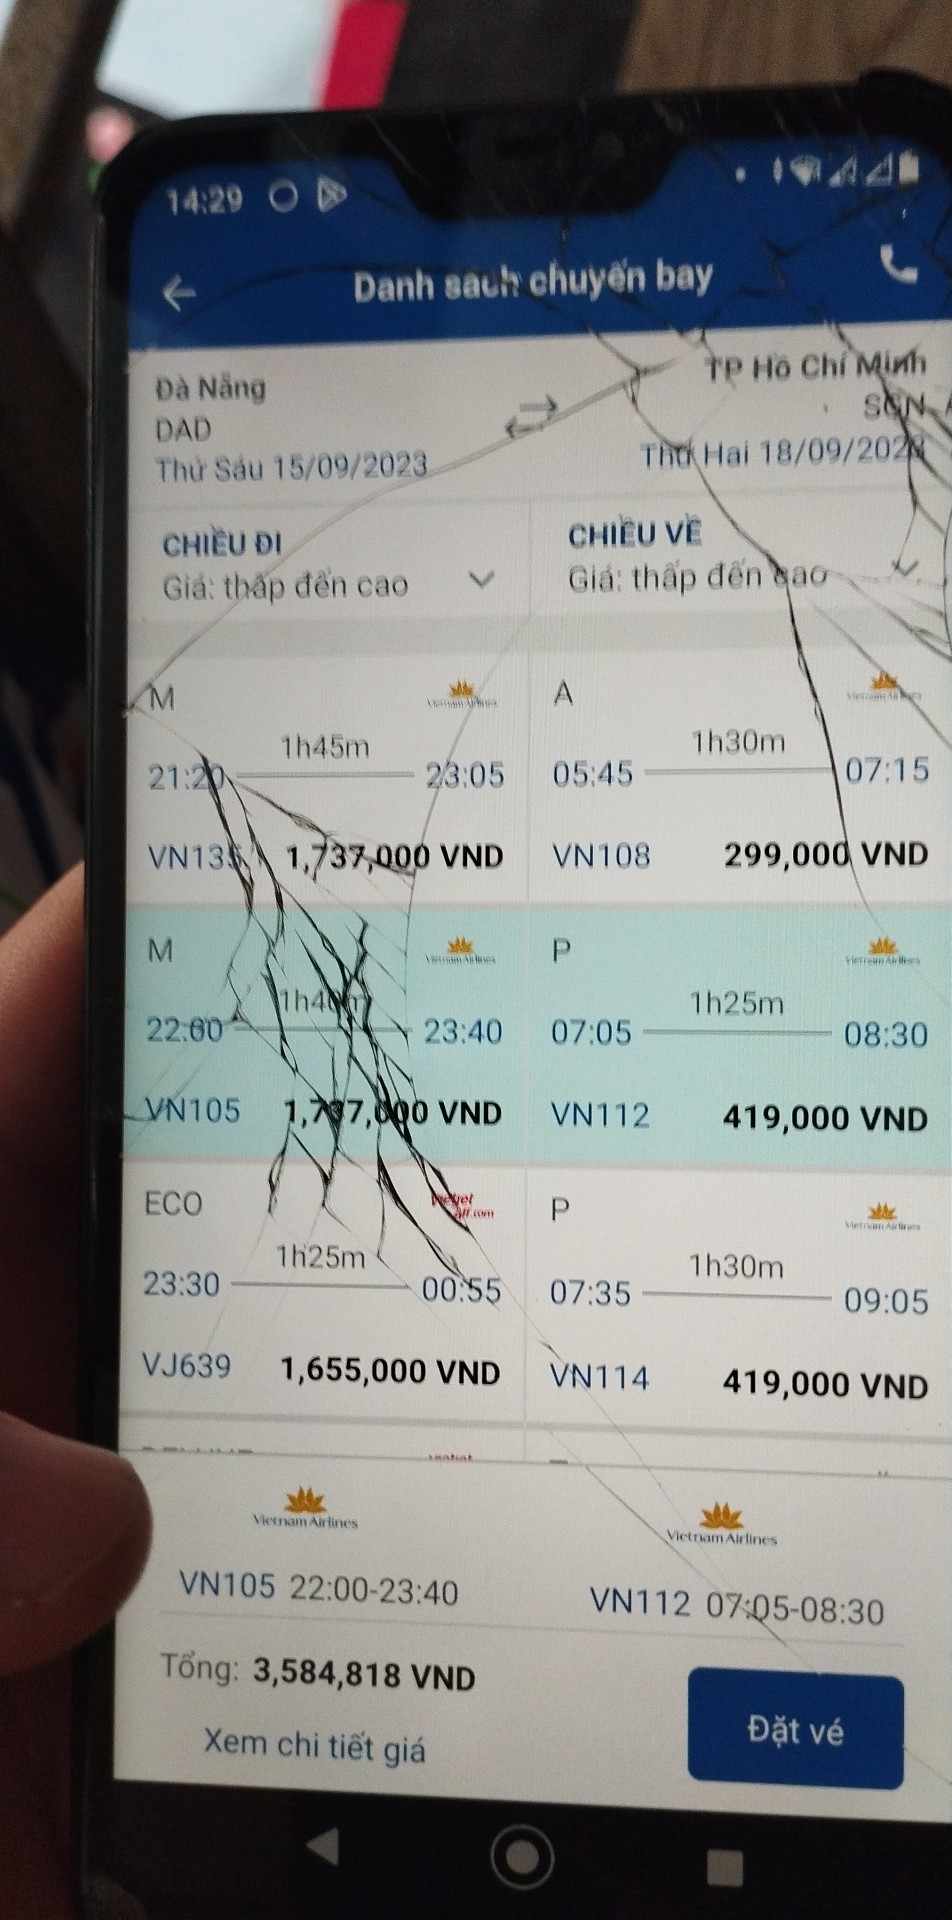 14:29
Danh sách chuyến bay
Đà Nẵng
DAD
Thứ Sáu 15/09/2023
TP Hồ Chí Minh
SGN
Thứ Hai 18/09/2023
CHIỀU ĐI
Giá: thấp đến cao
CHIỀU VỀ
Giá: thấp đến cao
M
Vietnam Airlines
1h45m
21:20 23:05
VN135 1,737,000 VND
A
Vietnam Airlines
1h30m
05:45 07:15
VN108 299,000 VND
M
Vietnam Airlines
1h40m
22:00 23:40
VN105 1,737,000 VND
P
Vietnam Airlines
1h25m
07:05 08:30
VN112 419,000 VND
ECO
vietjet
Air.com
1h25m
23:30 00:55
VJ639 1,655,000 VND
P
Vietnam Airlines
1h30m
07:35 09:05
VN114 419,000 VND
Vietnam Airlines
VN105 22:00-23:40
Vietnam Airlines
VN112 07:05-08:30
Tổng: 3,584,818 VND
Xem chi tiết giá
Đặt vé